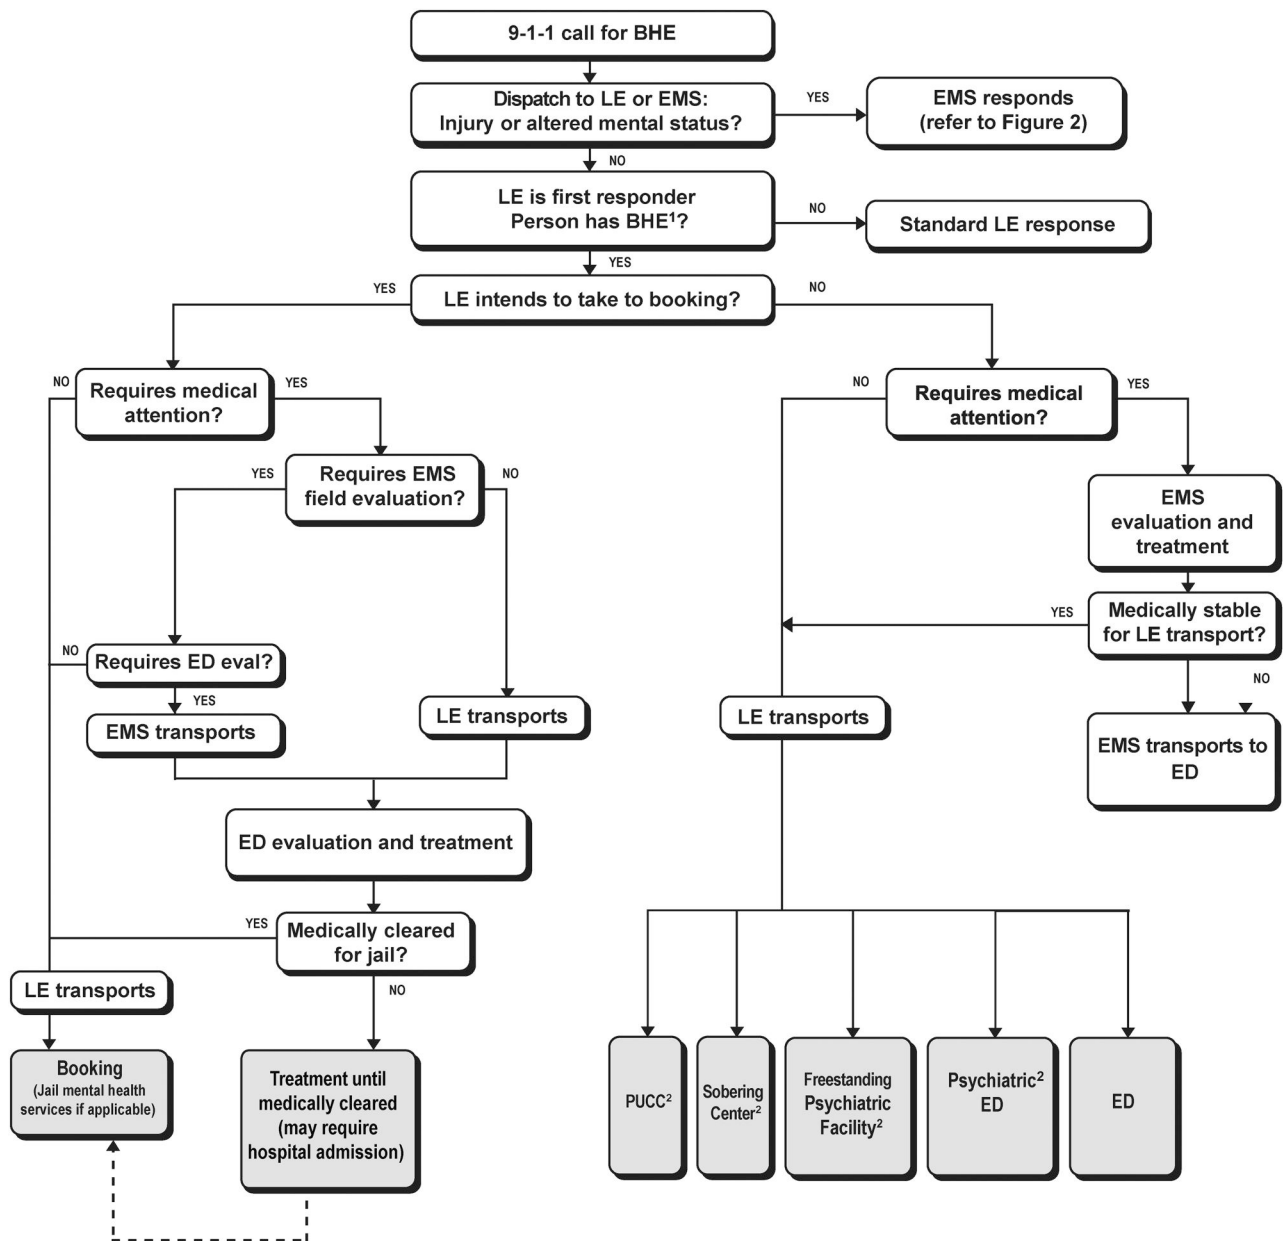 9-1-1 call for BHE
Dispatch to LE or EMS:
Injury or altered mental status?
YES
EMS responds
(refer to Figure 2)
NO
LE is first responder
Person has BHE¹?
NO
Standard LE response
YES
YES
LE intends to take to booking?
NO
NO
Requires medical
attention?
YES
NO
Requires medical
attention?
YES
YES
Requires EMS
field evaluation?
NO
EMS
evaluation and
treatment
YES
Medically stable
for LE transport?
NO
NO
Requires ED eval?
YES
EMS transports
LE transports
LE transports
EMS transports to
ED
ED evaluation and treatment
YES
Medically cleared
for jail?
NO
LE transports
Booking
(Jail mental health
services if applicable)
Treatment until
medically cleared
(may require
hospital admission)
PUCC²
Sobering
Center²
Freestanding
Psychiatric
Facility²
Psychiatric²
ED
ED